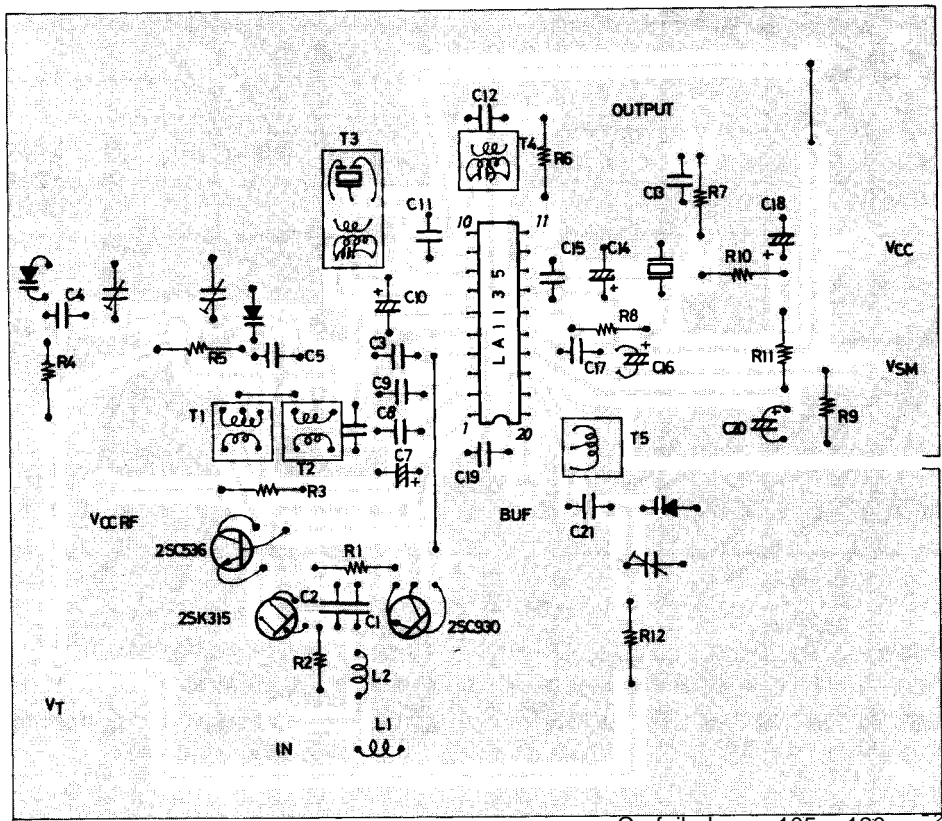 C12
OUTPUT
T3
T4
R6
C11
10
11
C13
R7
C18
+
LA1135
C15
C14
+
R10
VCC
C4
+
C10
R8
R4
R5
C5
C3
C17
+
C16
R11
VSM
C9
T1
C8
1
20
T5
C20
+
R9
T2
C7
+
C19
R3
BUF
C21
VCCRF
2SC536
R1
2SK315
C2
C1
2SC930
R12
R2
L2
VT
L1
IN